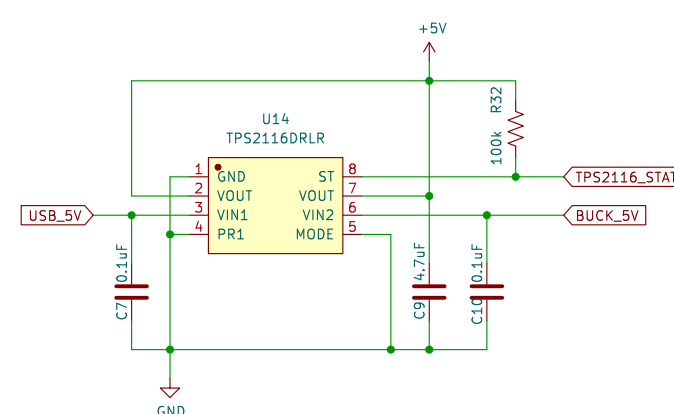 +5V
R32
100k
U14
TPS2116DRLR
1 GND ST 8
2 VOUT VOUT 7
3 VIN1 VIN2 6
4 PR1 MODE 5
TPS2116_STAT
USB_5V
BUCK_5V
0.1uF
C7
4.7uF
C9
0.1uF
C10
GND